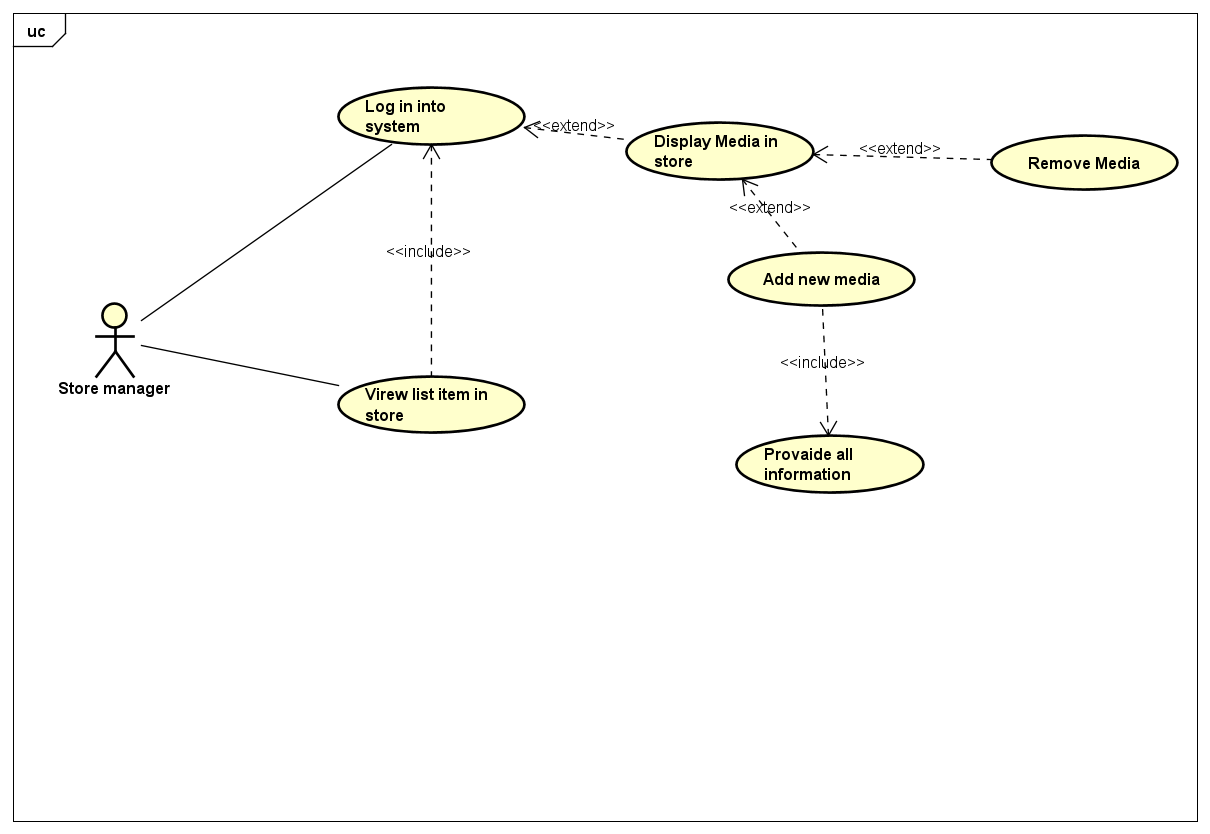 uc
Log in into
system
<<extend>>
Display Media in
store
<<extend>>
Remove Media
<<extend>>
<<include>>
Add new media
<<include>>
Store manager
Virew list item in
store
Provaide all
information